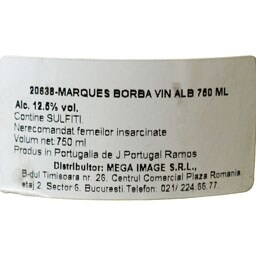 20638-MARQUES BORBA VIN ALB 750 ML
Alc. 12.5% vol.
Contine SULFITI.
Nerecomandat femeilor insarcinate
Volum net:750 ml
Produs in Portugalia de J Portugal Ramos
Distribuitor: MEGA IMAGE S.R.L.,
B-dul Timisoara nr. 26. Centrul Comercial Plaza Romania.
etaj 2. Sector 6. Bucuresti.Telefon: 021/ 224.66.77.